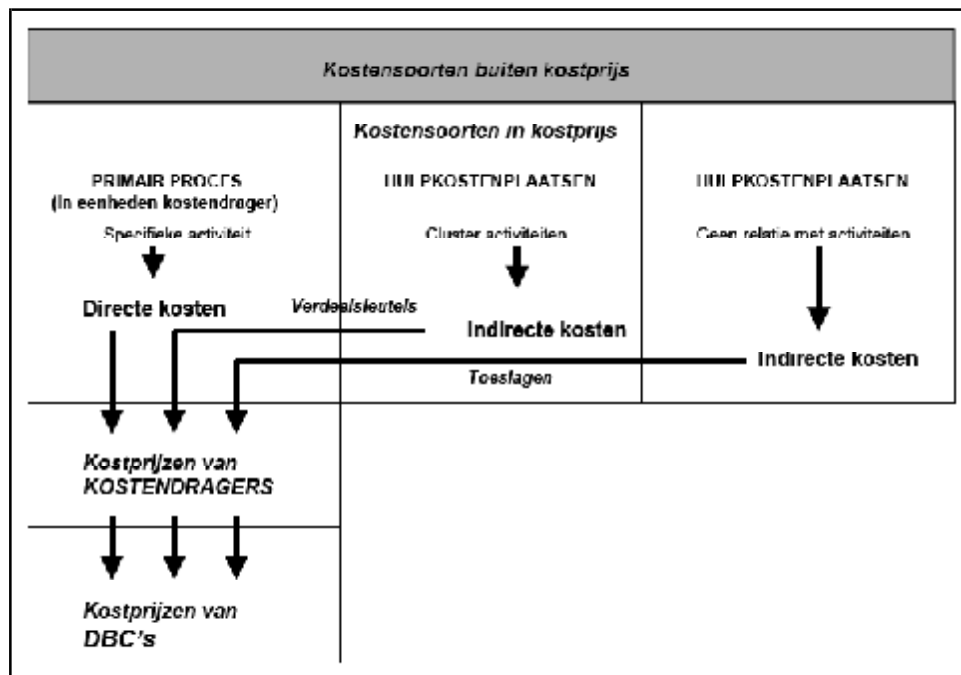 Kostensoorten buiten kostprijs
Kostensoorten in kostprijs
PRIMAIR PROCES
(In eenheden kostendrager)
Specifieke activiteit
HULPKOSTENPLAATSEN
Cluster activiteiten
HULPKOSTENPLAATSEN
Geen relatie met activiteiten
Directe kosten
Verdeelsleutels
Indirecte kosten
Indirecte kosten
Toeslagen
Kostprijzen van
KOSTENDRAGERS
Kostprijzen van
DBC's